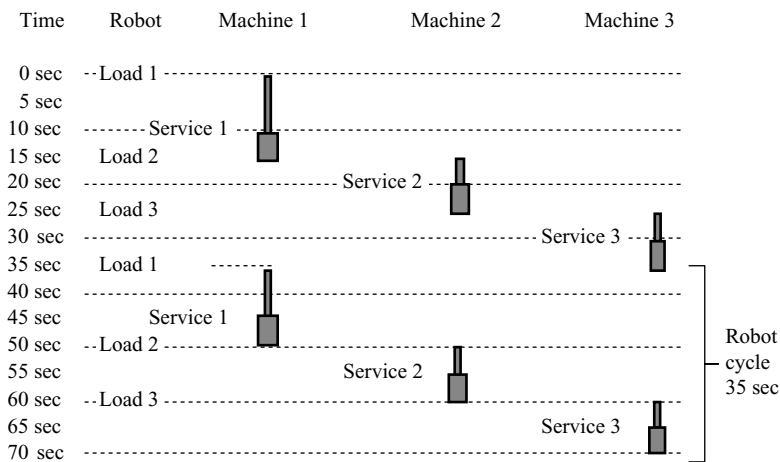 Time Robot Machine 1 Machine 2 Machine 3
0 sec Load 1
5 sec
10 sec Service 1
15 sec Load 2
20 sec Service 2
25 sec Load 3
30 sec Service 3
35 sec Load 1
40 sec
45 sec Service 1
50 sec Load 2
55 sec Service 2
60 sec Load 3
65 sec Service 3
70 sec
Robot
cycle
35 sec